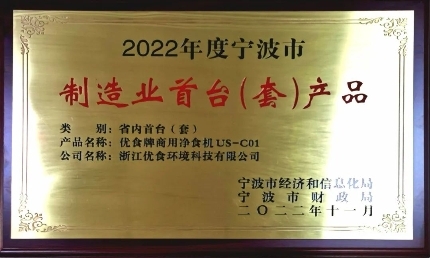 2022年度宁波市
制造业首台(套)产品
类 别：省内首台（套）
产品名称：优食牌商用净食机 US-C01
公司名称：浙江优食环境科技有限公司
宁波市经济和信息化局
宁波市财政局
二〇二二年十一月